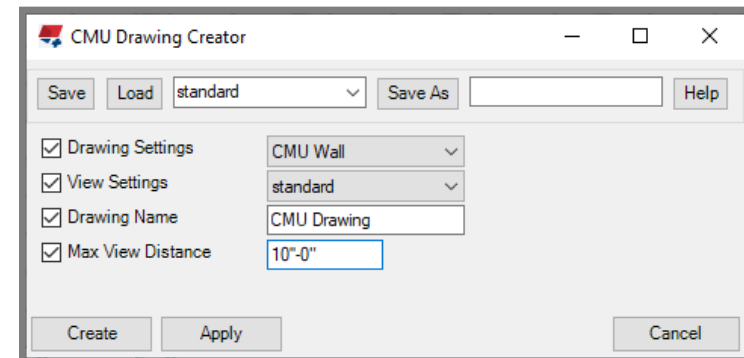 CMU Drawing Creator
Save Load standard Save As Help
Drawing Settings CMU Wall
View Settings standard
Drawing Name CMU Drawing
Max View Distance 10"-0"
Create Apply Cancel